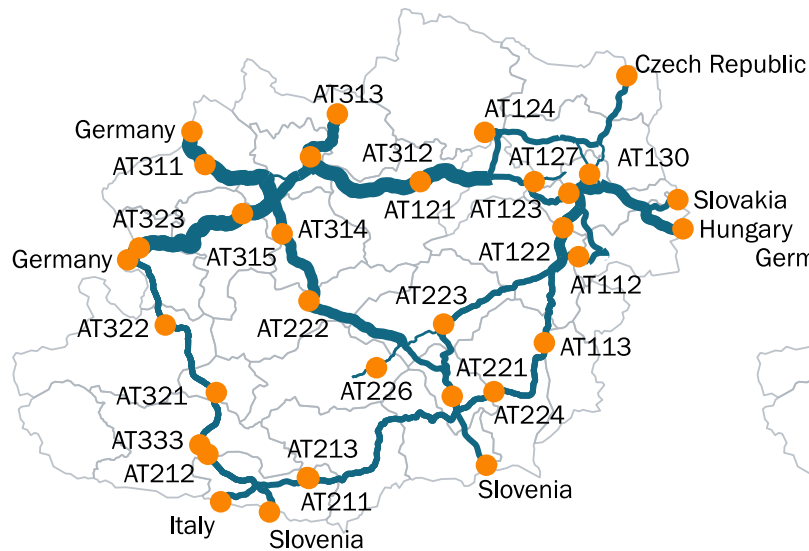 Czech Republic
AT313
AT124
Germany
AT312
AT127
AT130
AT311
AT121
AT123
Slovakia
AT323
AT314
Hungary
AT122
Germ
Germany
AT315
AT112
AT223
AT322
AT222
AT113
AT221
AT226
AT321
AT224
AT333
AT213
AT212
AT211
Slovenia
Italy
Slovenia